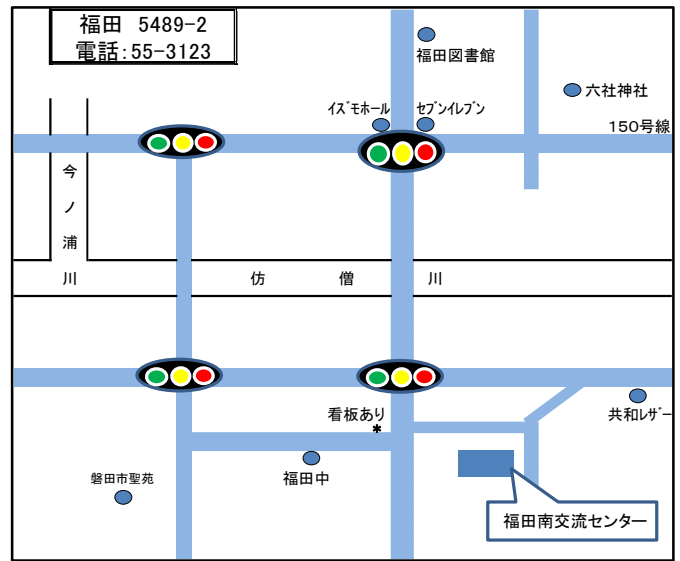 福田 5489-2
電話:55-3123
福田図書館
六社神社
イズモホール
セブンイレブン
150号線
今ノ浦川
仿僧川
看板あり
*
共和レザー
福田中
磐田市聖苑
福田南交流センター